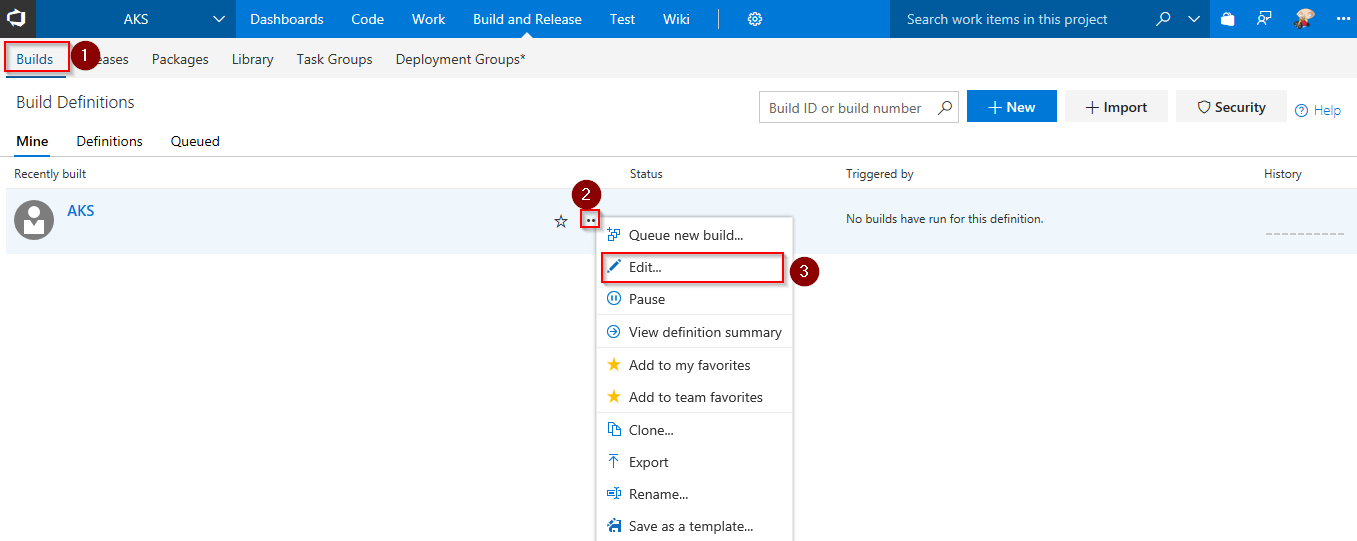 AKS Dashboards Code Work Build and Release Test Wiki Search work items in this project
Builds 1 eases Packages Library Task Groups Deployment Groups*
Build Definitions
Build ID or build number + New + Import Security Help
Mine Definitions Queued
Recently built Status Triggered by History
2
AKS
No builds have run for this definition.
Queue new build...
Edit... 3
Pause
View definition summary
Add to my favorites
Add to team favorites
Clone...
Export
Rename...
Save as a template...